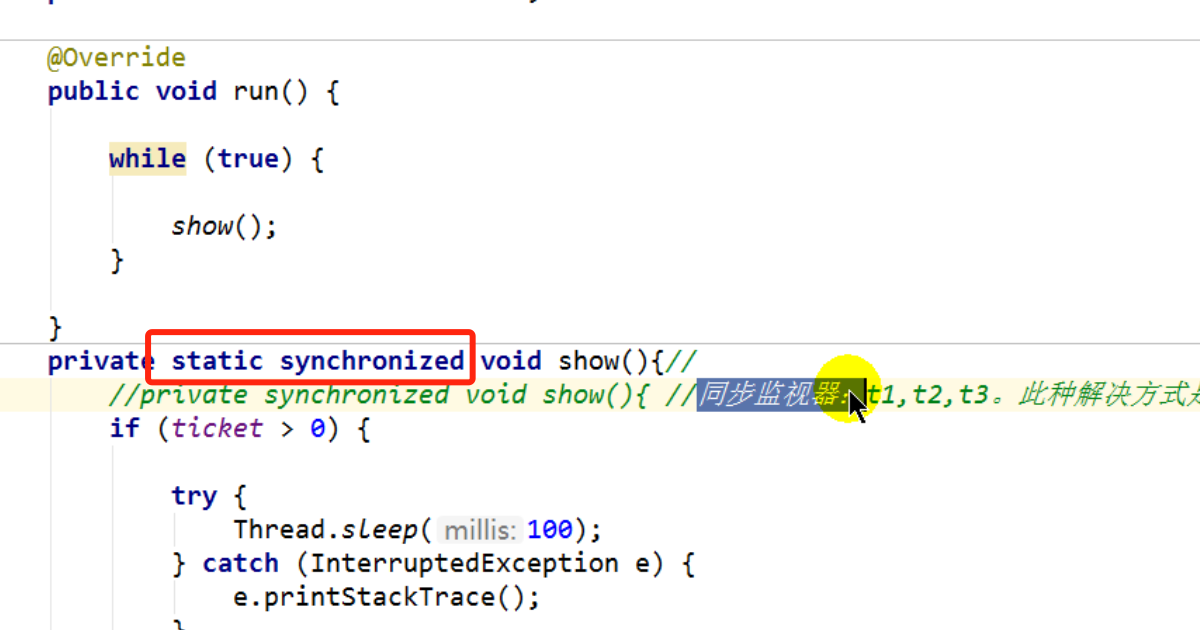 @Override
public void run() {
while (true) {
show();
}
}
private static synchronized void show(){//
//private synchronized void show(){ //同步监视器：t1,t2,t3。此种解决方式是
if (ticket > 0) {
try {
Thread.sleep( millis: 100);
} catch (InterruptedException e) {
e.printStackTrace();
}